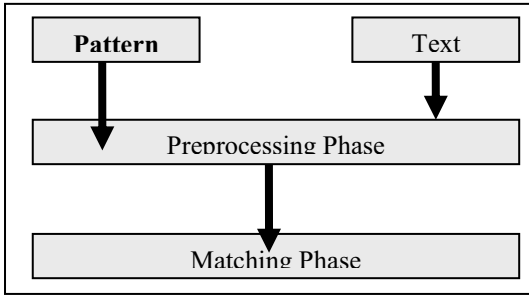 Pattern
Text
Preprocessing Phase
Matching Phase